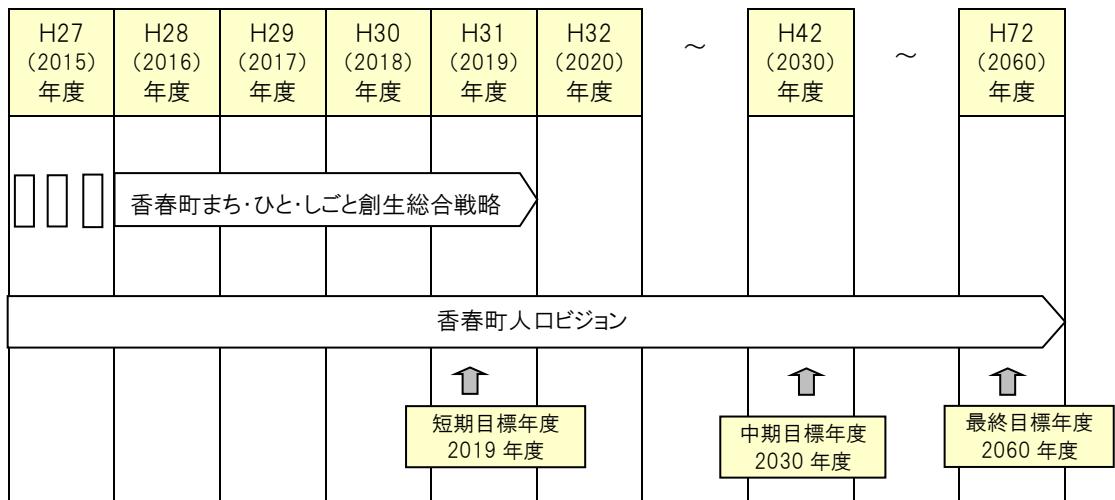 H27
(2015)
年度
H28
(2016)
年度
H29
(2017)
年度
H30
(2018)
年度
H31
(2019)
年度
H32
(2020)
年度
～
H42
(2030)
年度
～
H72
(2060)
年度
香春町まち・ひと・しごと創生総合戦略
香春町人口ビジョン
短期目標年度
2019 年度
中期目標年度
2030 年度
最終目標年度
2060 年度